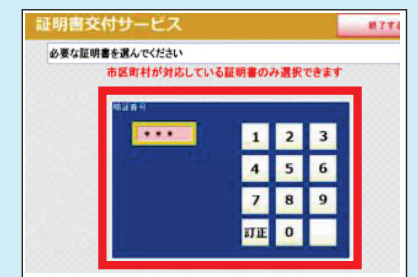 証明書交付サービス
終了する
必要な証明書を選んでください
市区町村が対応している証明書のみ選択できます
暗証番号
***
1 2 3
4 5 6
7 8 9
訂正 0